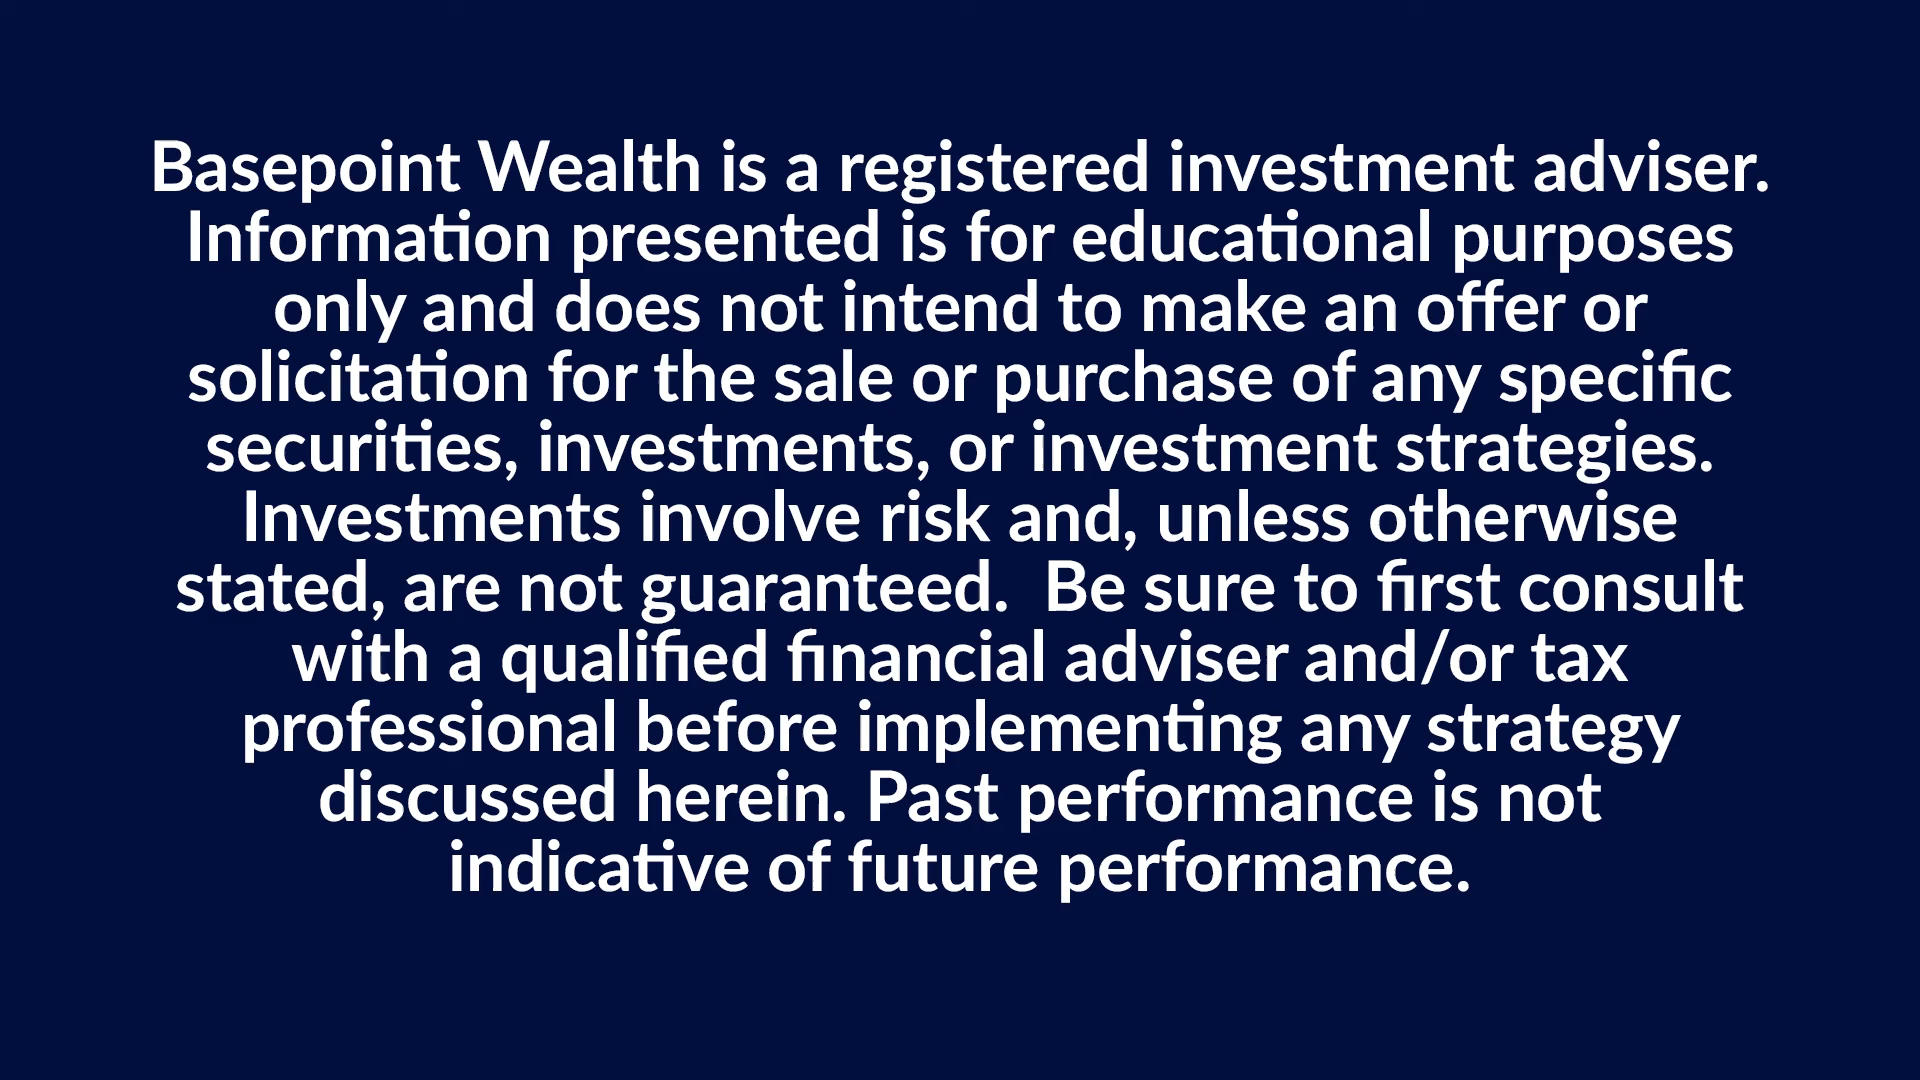 Basepoint Wealth is a registered investment adviser.
Information presented is for educational purposes
only and does not intend to make an offer or
solicitation for the sale or purchase of any specific
securities, investments, or investment strategies.
Investments involve risk and, unless otherwise
stated, are not guaranteed.  Be sure to first consult
with a qualified financial adviser and/or tax
professional before implementing any strategy
discussed herein. Past performance is not
indicative of future performance.